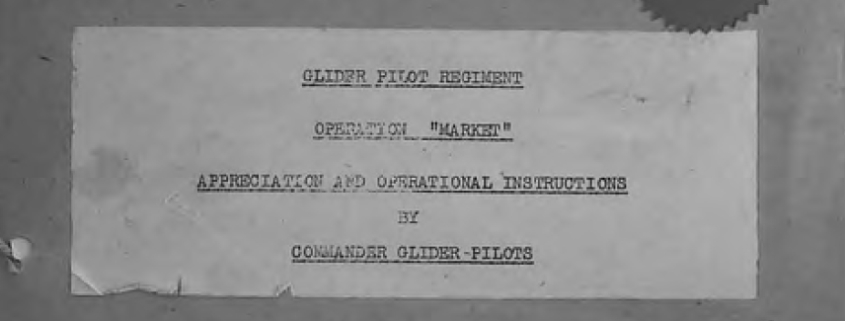 GLIDER PILOT REGIMENT
OPERATION "MARKET"
APPRECIATION AND OPERATIONAL INSTRUCTIONS
BY
COMMANDER GLIDER-PILOTS